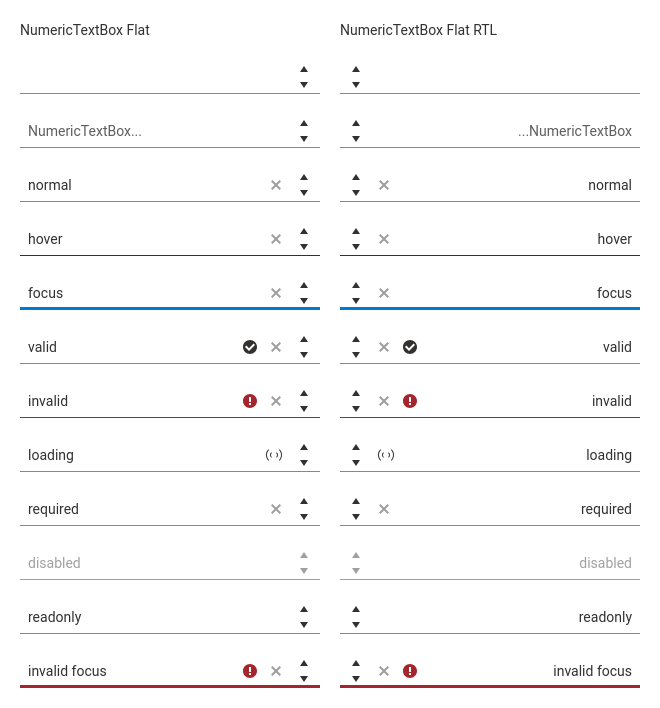 NumericTextBox Flat
NumericTextBox...
normal
hover
focus
valid
invalid
loading
required
disabled
readonly
invalid focus
NumericTextBox Flat RTL
...NumericTextBox
normal
hover
focus
valid
invalid
loading
required
disabled
readonly
invalid focus